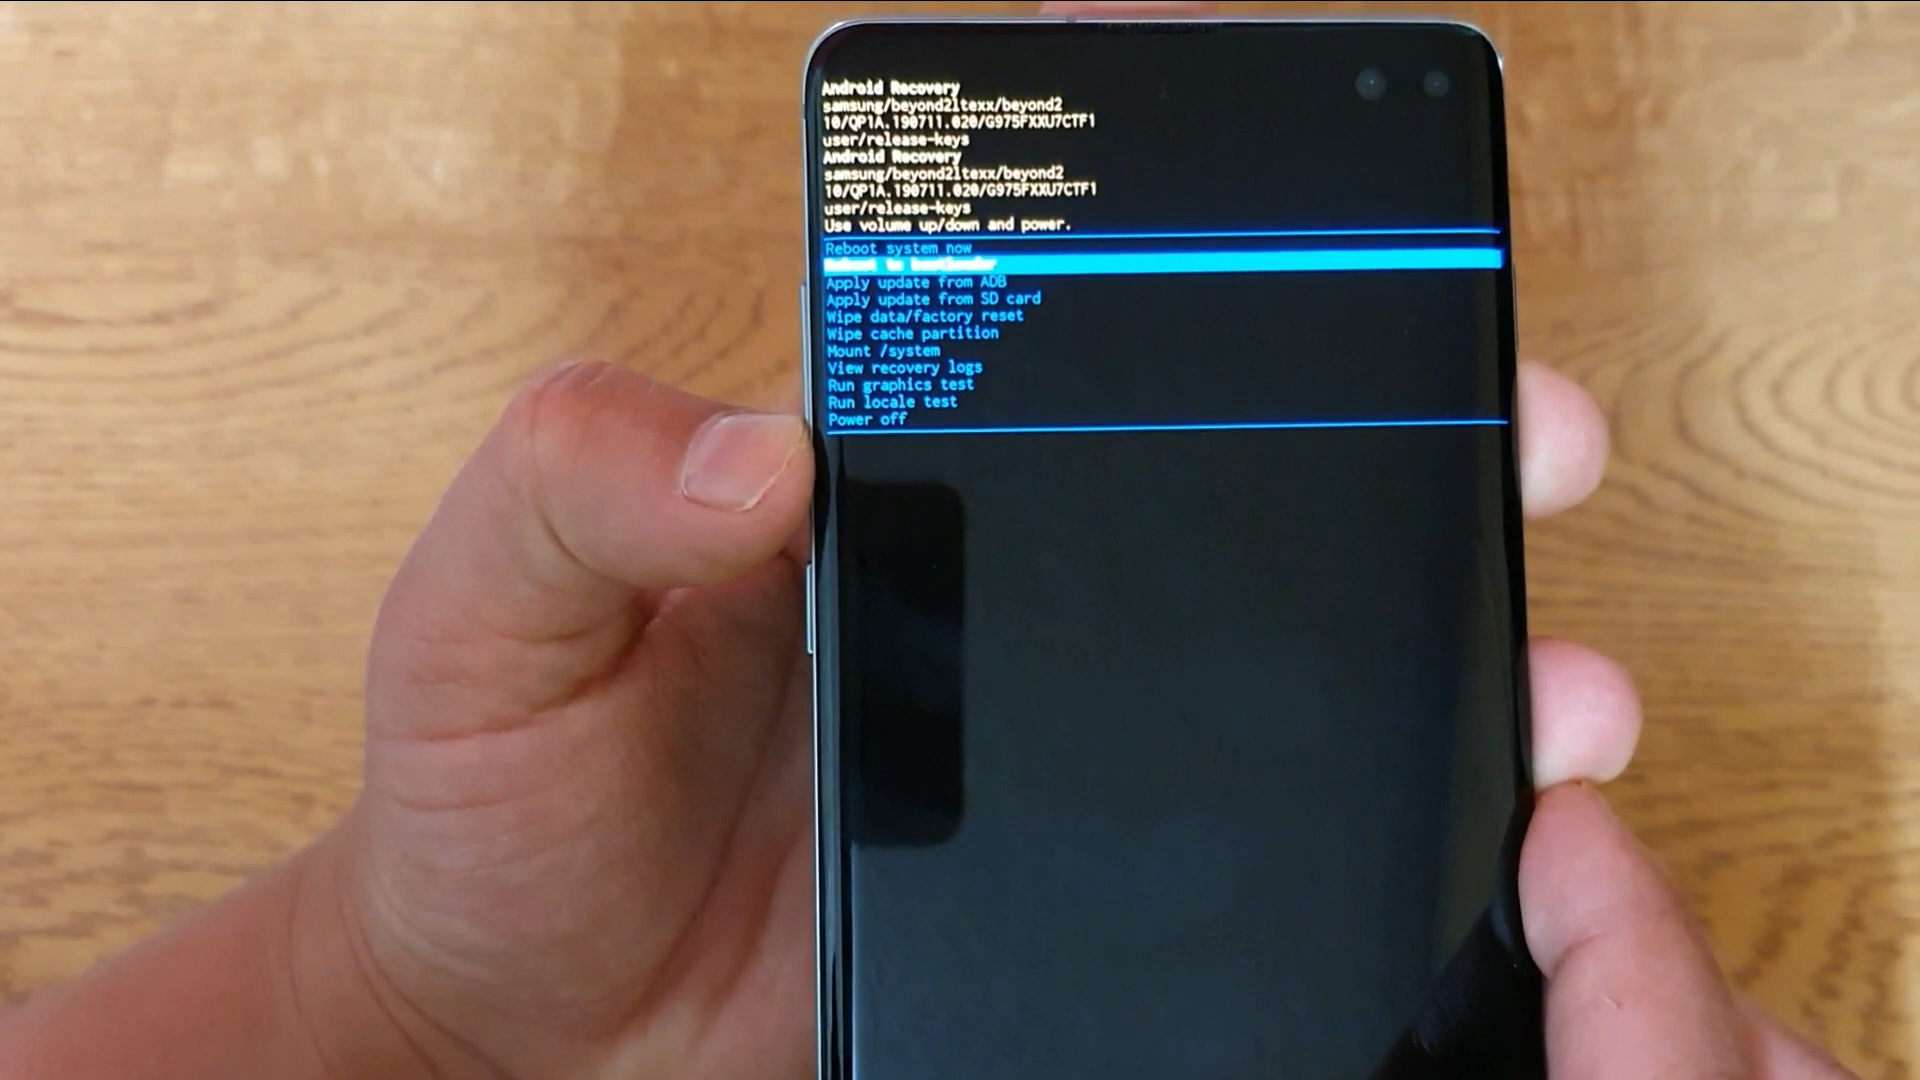 Android Recovery
samsung/beyond2ltexx/beyond2
10/QP1A.190711.020/G975FXXU7CTF1
user/release-keys
Android Recovery
samsung/beyond2ltexx/beyond2
10/QP1A.190711.020/G975FXXU7CTF1
user/release-keys
Use volume up/down and power.
Reboot system now
Reboot to bootloader
Apply update from ADB
Apply update from SD card
Wipe data/factory reset
Wipe cache partition
Mount /system
View recovery logs
Run graphics test
Run locale test
Power off